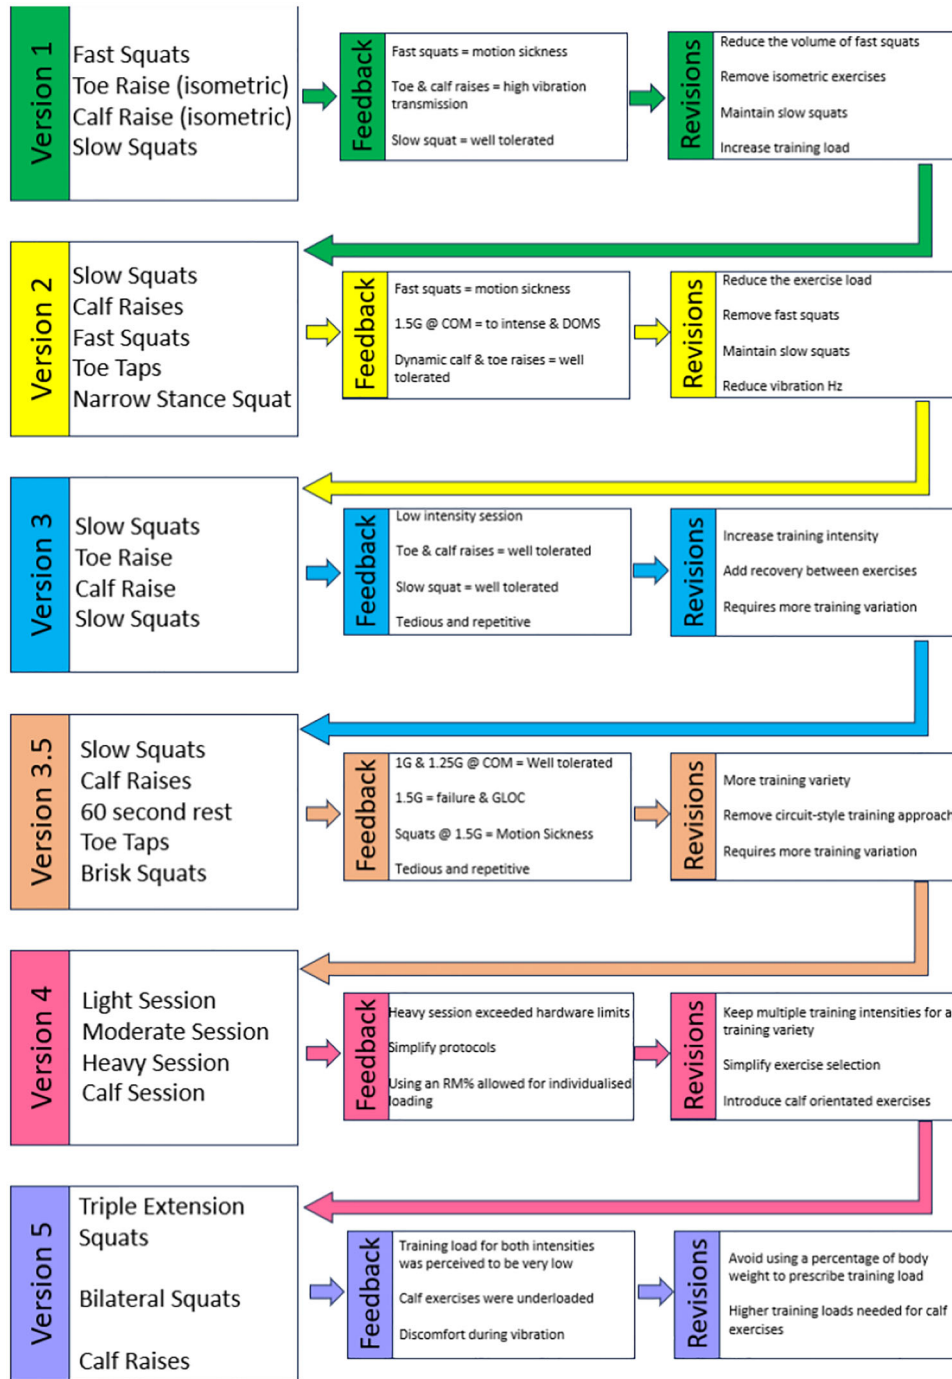 Version 1
Fast Squats
Toe Raise (isometric)
Calf Raise (isometric)
Slow Squats
Feedback
Fast squats = motion sickness
Toe & calf raises = high vibration
transmission
Slow squat = well tolerated
Revisions
Reduce the volume of fast squats
Remove isometric exercises
Maintain slow squats
Increase training load
Version 2
Slow Squats
Calf Raises
Fast Squats
Toe Taps
Narrow Stance Squat
Feedback
Fast squats = motion sickness
1.5G @ COM = to intense & DOMS
Dynamic calf & toe raises = well
tolerated
Revisions
Reduce the exercise load
Remove fast squats
Maintain slow squats
Reduce vibration Hz
Version 3
Slow Squats
Toe Raise
Calf Raise
Slow Squats
Feedback
Low intensity session
Toe & calf raises = well tolerated
Slow squat = well tolerated
Tedious and repetitive
Revisions
Increase training intensity
Add recovery between exercises
Requires more training variation
Version 3.5
Slow Squats
Calf Raises
60 second rest
Toe Taps
Brisk Squats
Feedback
1G & 1.25G @ COM = Well tolerated
1.5G = failure & GLOC
Squats @ 1.5G = Motion Sickness
Tedious and repetitive
Revisions
More training variety
Remove circuit-style training approach
Requires more training variation
Version 4
Light Session
Moderate Session
Heavy Session
Calf Session
Feedback
Heavy session exceeded hardware limits
Simplify protocols
Using an RM% allowed for individualised
loading
Revisions
Keep multiple training intensities for a
training variety
Simplify exercise selection
Introduce calf orientated exercises
Version 5
Triple Extension
Squats
Bilateral Squats
Calf Raises
Feedback
Training load for both intensities
was perceived to be very low
Calf exercises were underloaded
Discomfort during vibration
Revisions
Avoid using a percentage of body
weight to prescribe training load
Higher training loads needed for calf
exercises